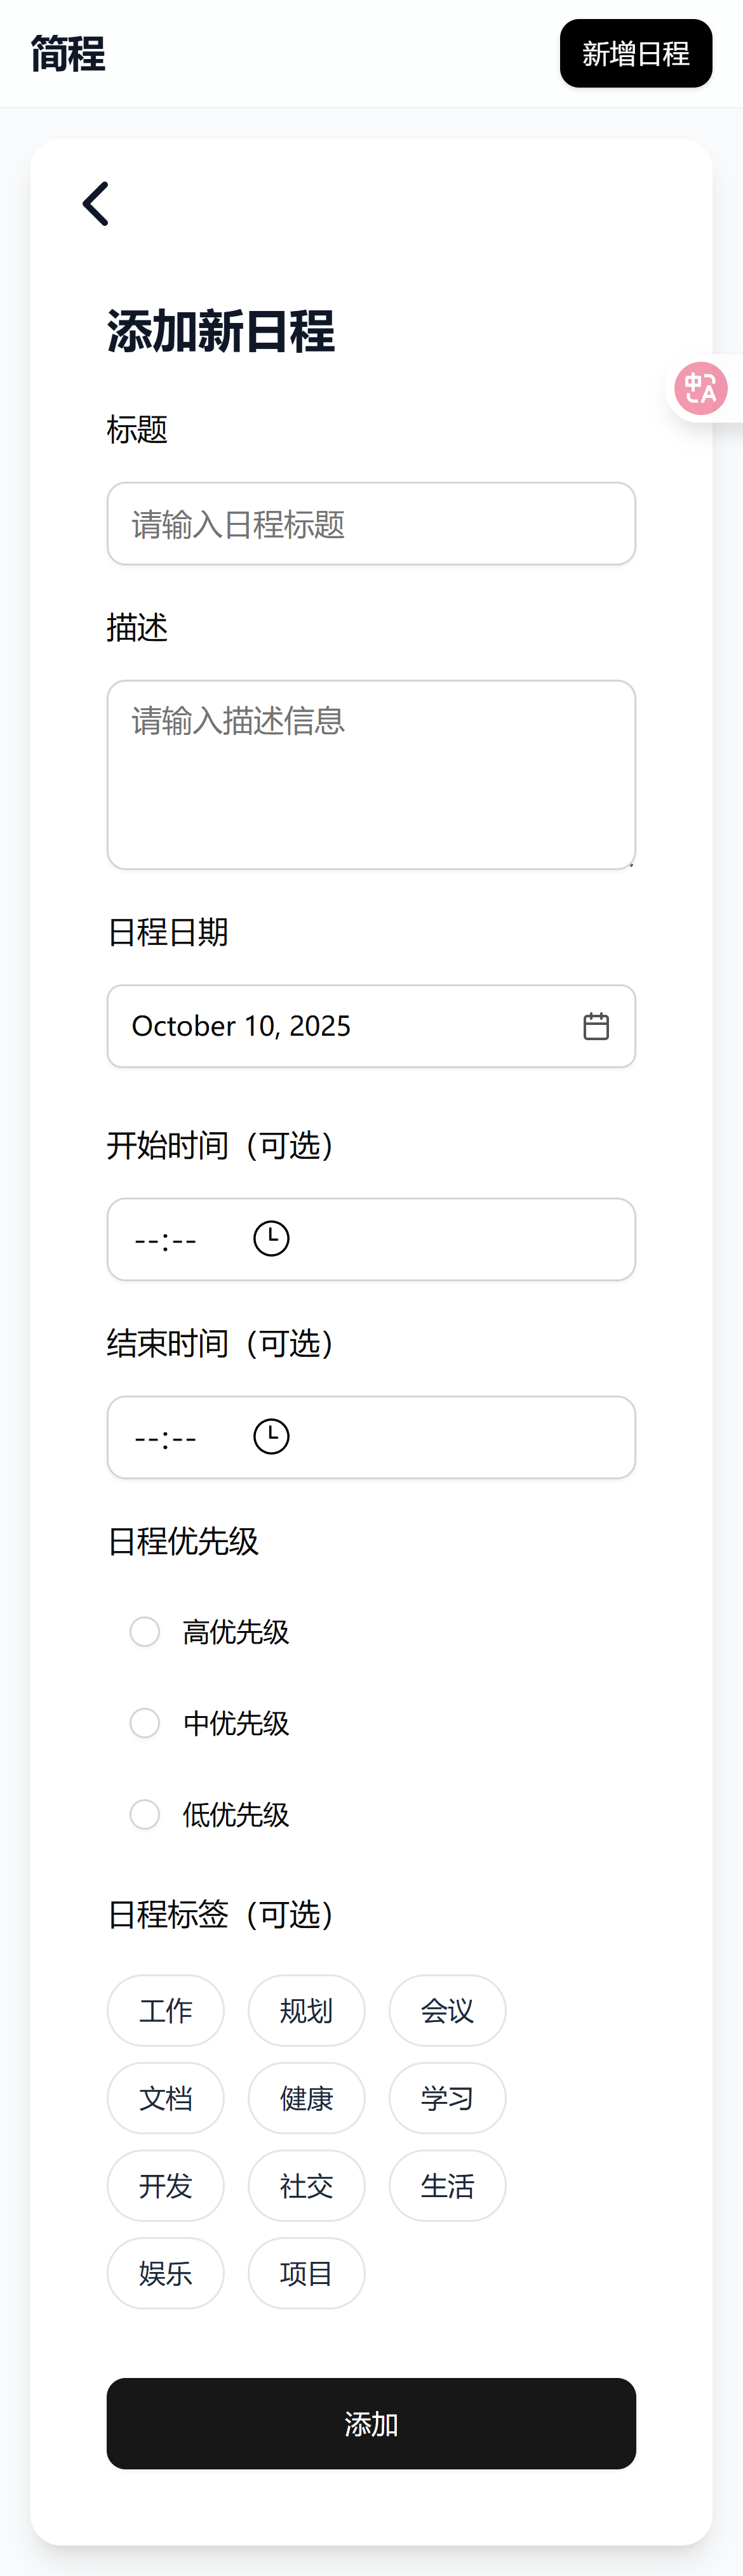 简程
新增日程
添加新日程
中A
标题
请输入日程标题
描述
请输入描述信息
日程日期
October 10, 2025
开始时间（可选）
--:--
结束时间（可选）
--:--
日程优先级
高优先级
中优先级
低优先级
日程标签（可选）
工作 规划 会议
文档 健康 学习
开发 社交 生活
娱乐 项目
添加